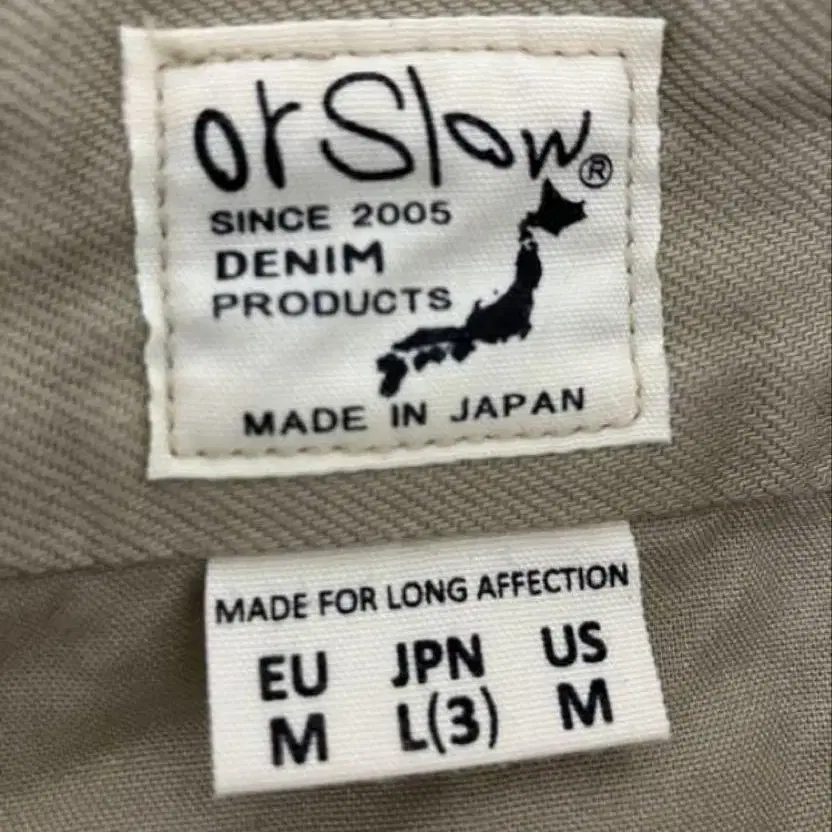 orSlow®
SINCE 2005
DENIM
PRODUCTS
MADE IN JAPAN
MADE FOR LONG AFFECTION
EU JPN US
M L(3) M